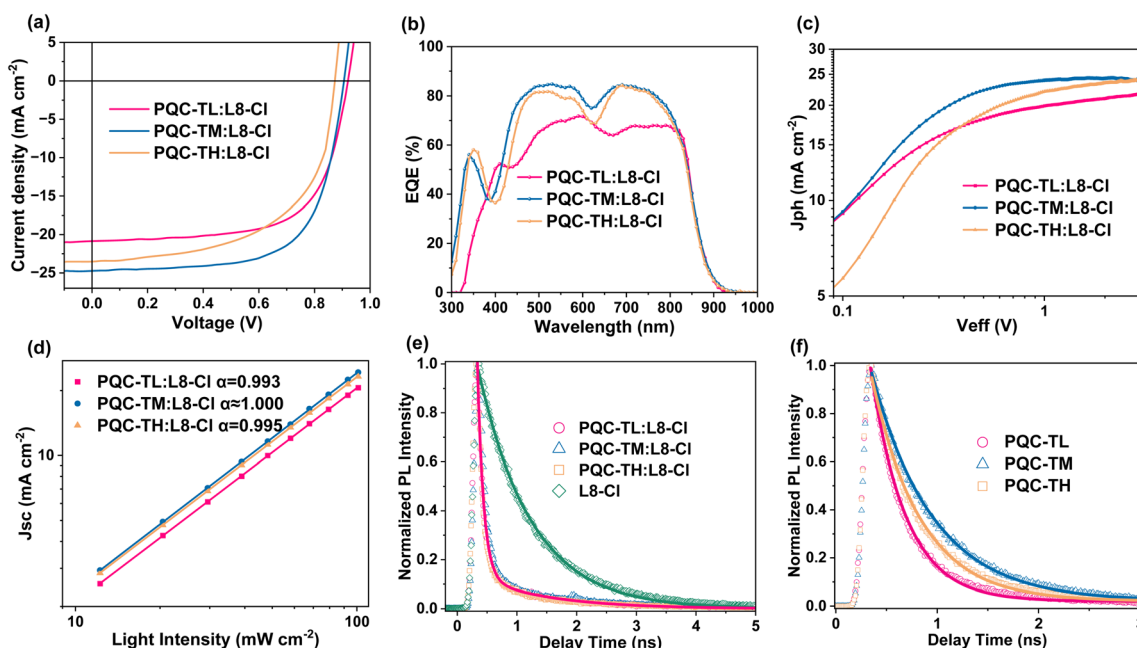 (a)
Current density (mA cm⁻²)
5
0
−5
−10
−15
−20
−25
0.0
0.2
0.4
0.6
0.8
1.0
Voltage (V)
PQC-TL:L8-Cl
PQC-TM:L8-Cl
PQC-TH:L8-Cl
(b)
EQE (%)
100
80
60
40
20
0
300 400 500 600 700 800 900 1000
Wavelength (nm)
PQC-TL:L8-Cl
PQC-TM:L8-Cl
PQC-TH:L8-Cl
(c)
Jph (mA cm⁻²)
30
25
20
15
10
5
0.1
1
Veff (V)
PQC-TL:L8-Cl
PQC-TM:L8-Cl
PQC-TH:L8-Cl
(d)
Jsc (mA cm⁻²)
10
10
100
Light Intensity (mW cm⁻²)
PQC-TL:L8-Cl α=0.993
PQC-TM:L8-Cl α≈1.000
PQC-TH:L8-Cl α=0.995
(e)
Normalized PL Intensity
1.0
0.8
0.6
0.4
0.2
0.0
0 1 2 3 4 5
Delay Time (ns)
PQC-TL:L8-Cl
PQC-TM:L8-Cl
PQC-TH:L8-Cl
L8-Cl
(f)
Normalized PL Intensity
1.0
0.8
0.6
0.4
0.2
0.0
0 1 2
Delay Time (ns)
PQC-TL
PQC-TM
PQC-TH